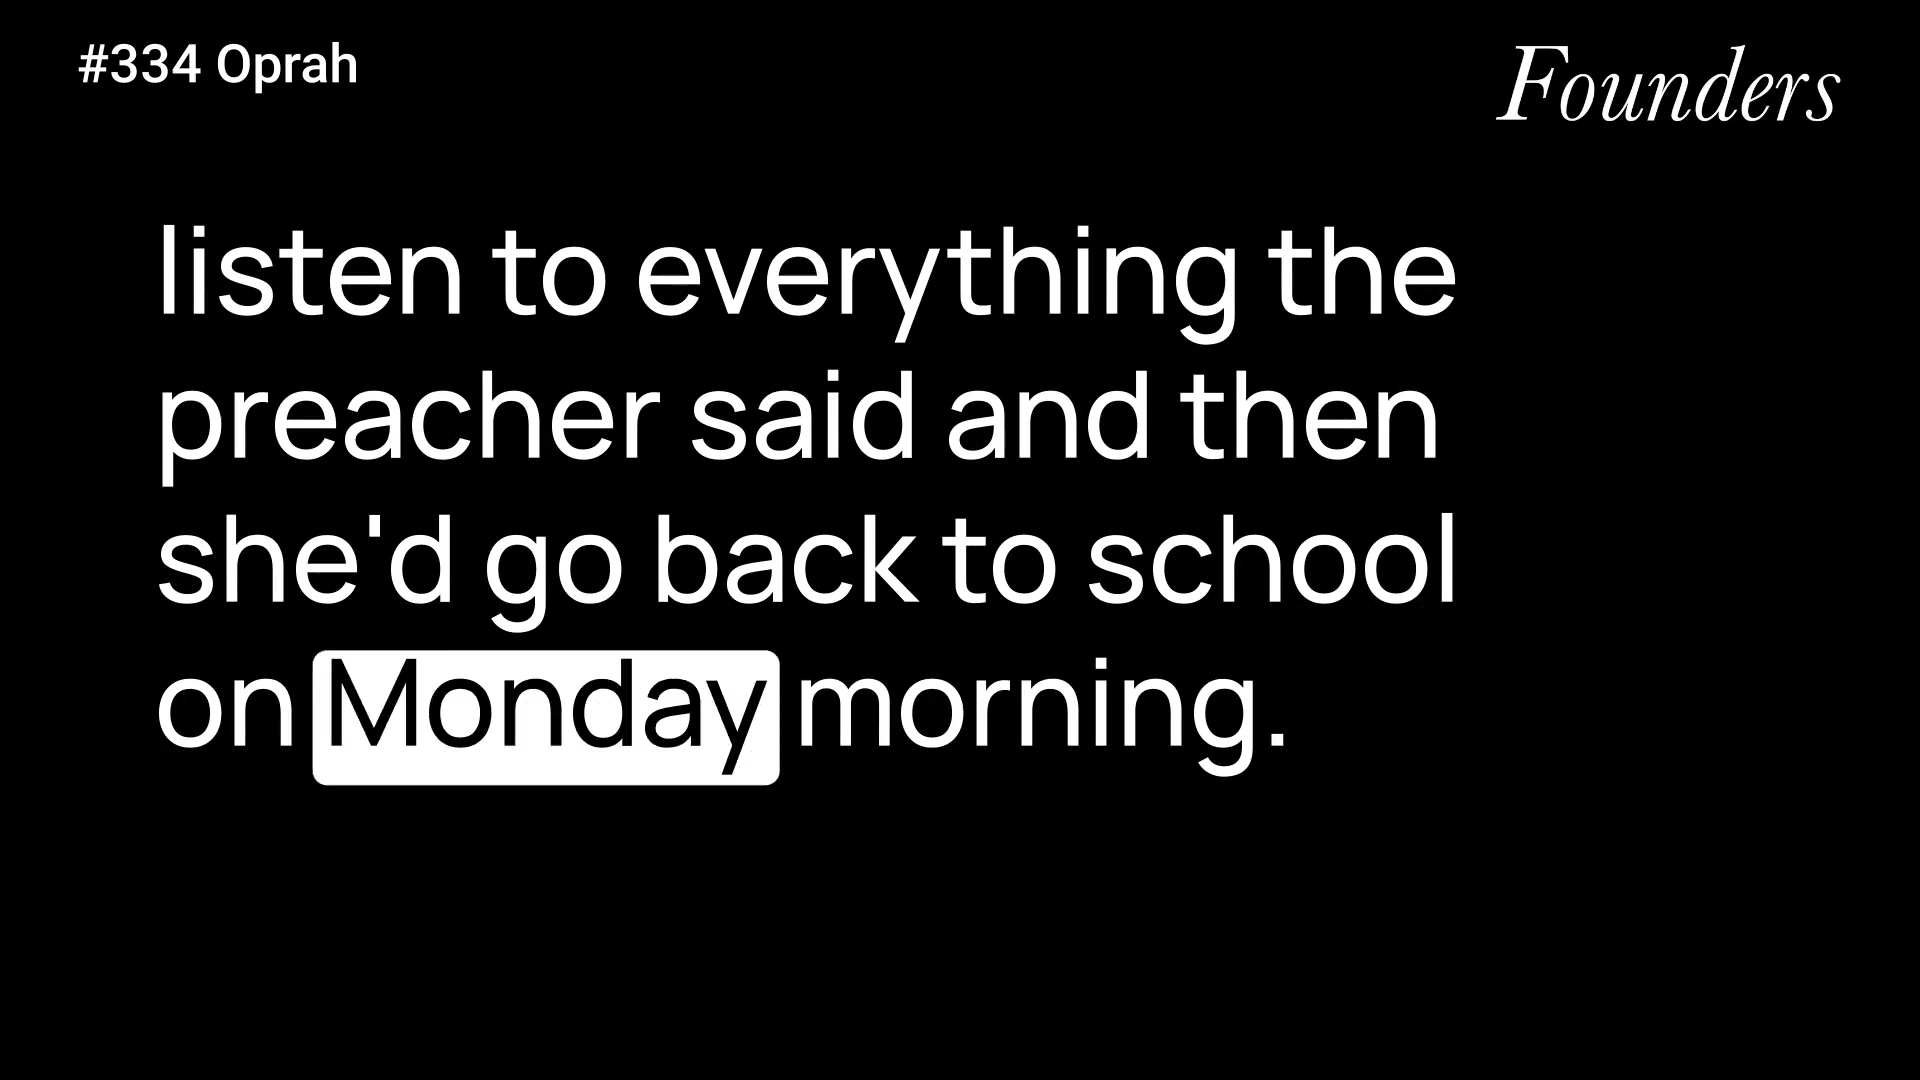 #334 Oprah
Founders
listen to everything the
preacher said and then
she'd go back to school
on Monday morning.